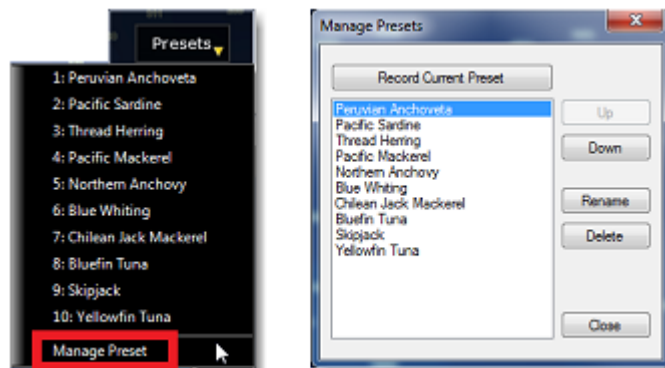 Presets
1: Peruvian Anchoveta
2: Pacific Sardine
3: Thread Herring
4: Pacific Mackerel
5: Northern Anchovy
6: Blue Whiting
7: Chilean Jack Mackerel
8: Bluefin Tuna
9: Skipjack
10: Yellowfin Tuna
Manage Preset
Manage Presets
Record Current Preset
Peruvian Anchoveta
Pacific Sardine
Thread Herring
Pacific Mackerel
Northern Anchovy
Blue Whiting
Chilean Jack Mackerel
Bluefin Tuna
Skipjack
Yellowfin Tuna
Up
Down
Rename
Delete
Close